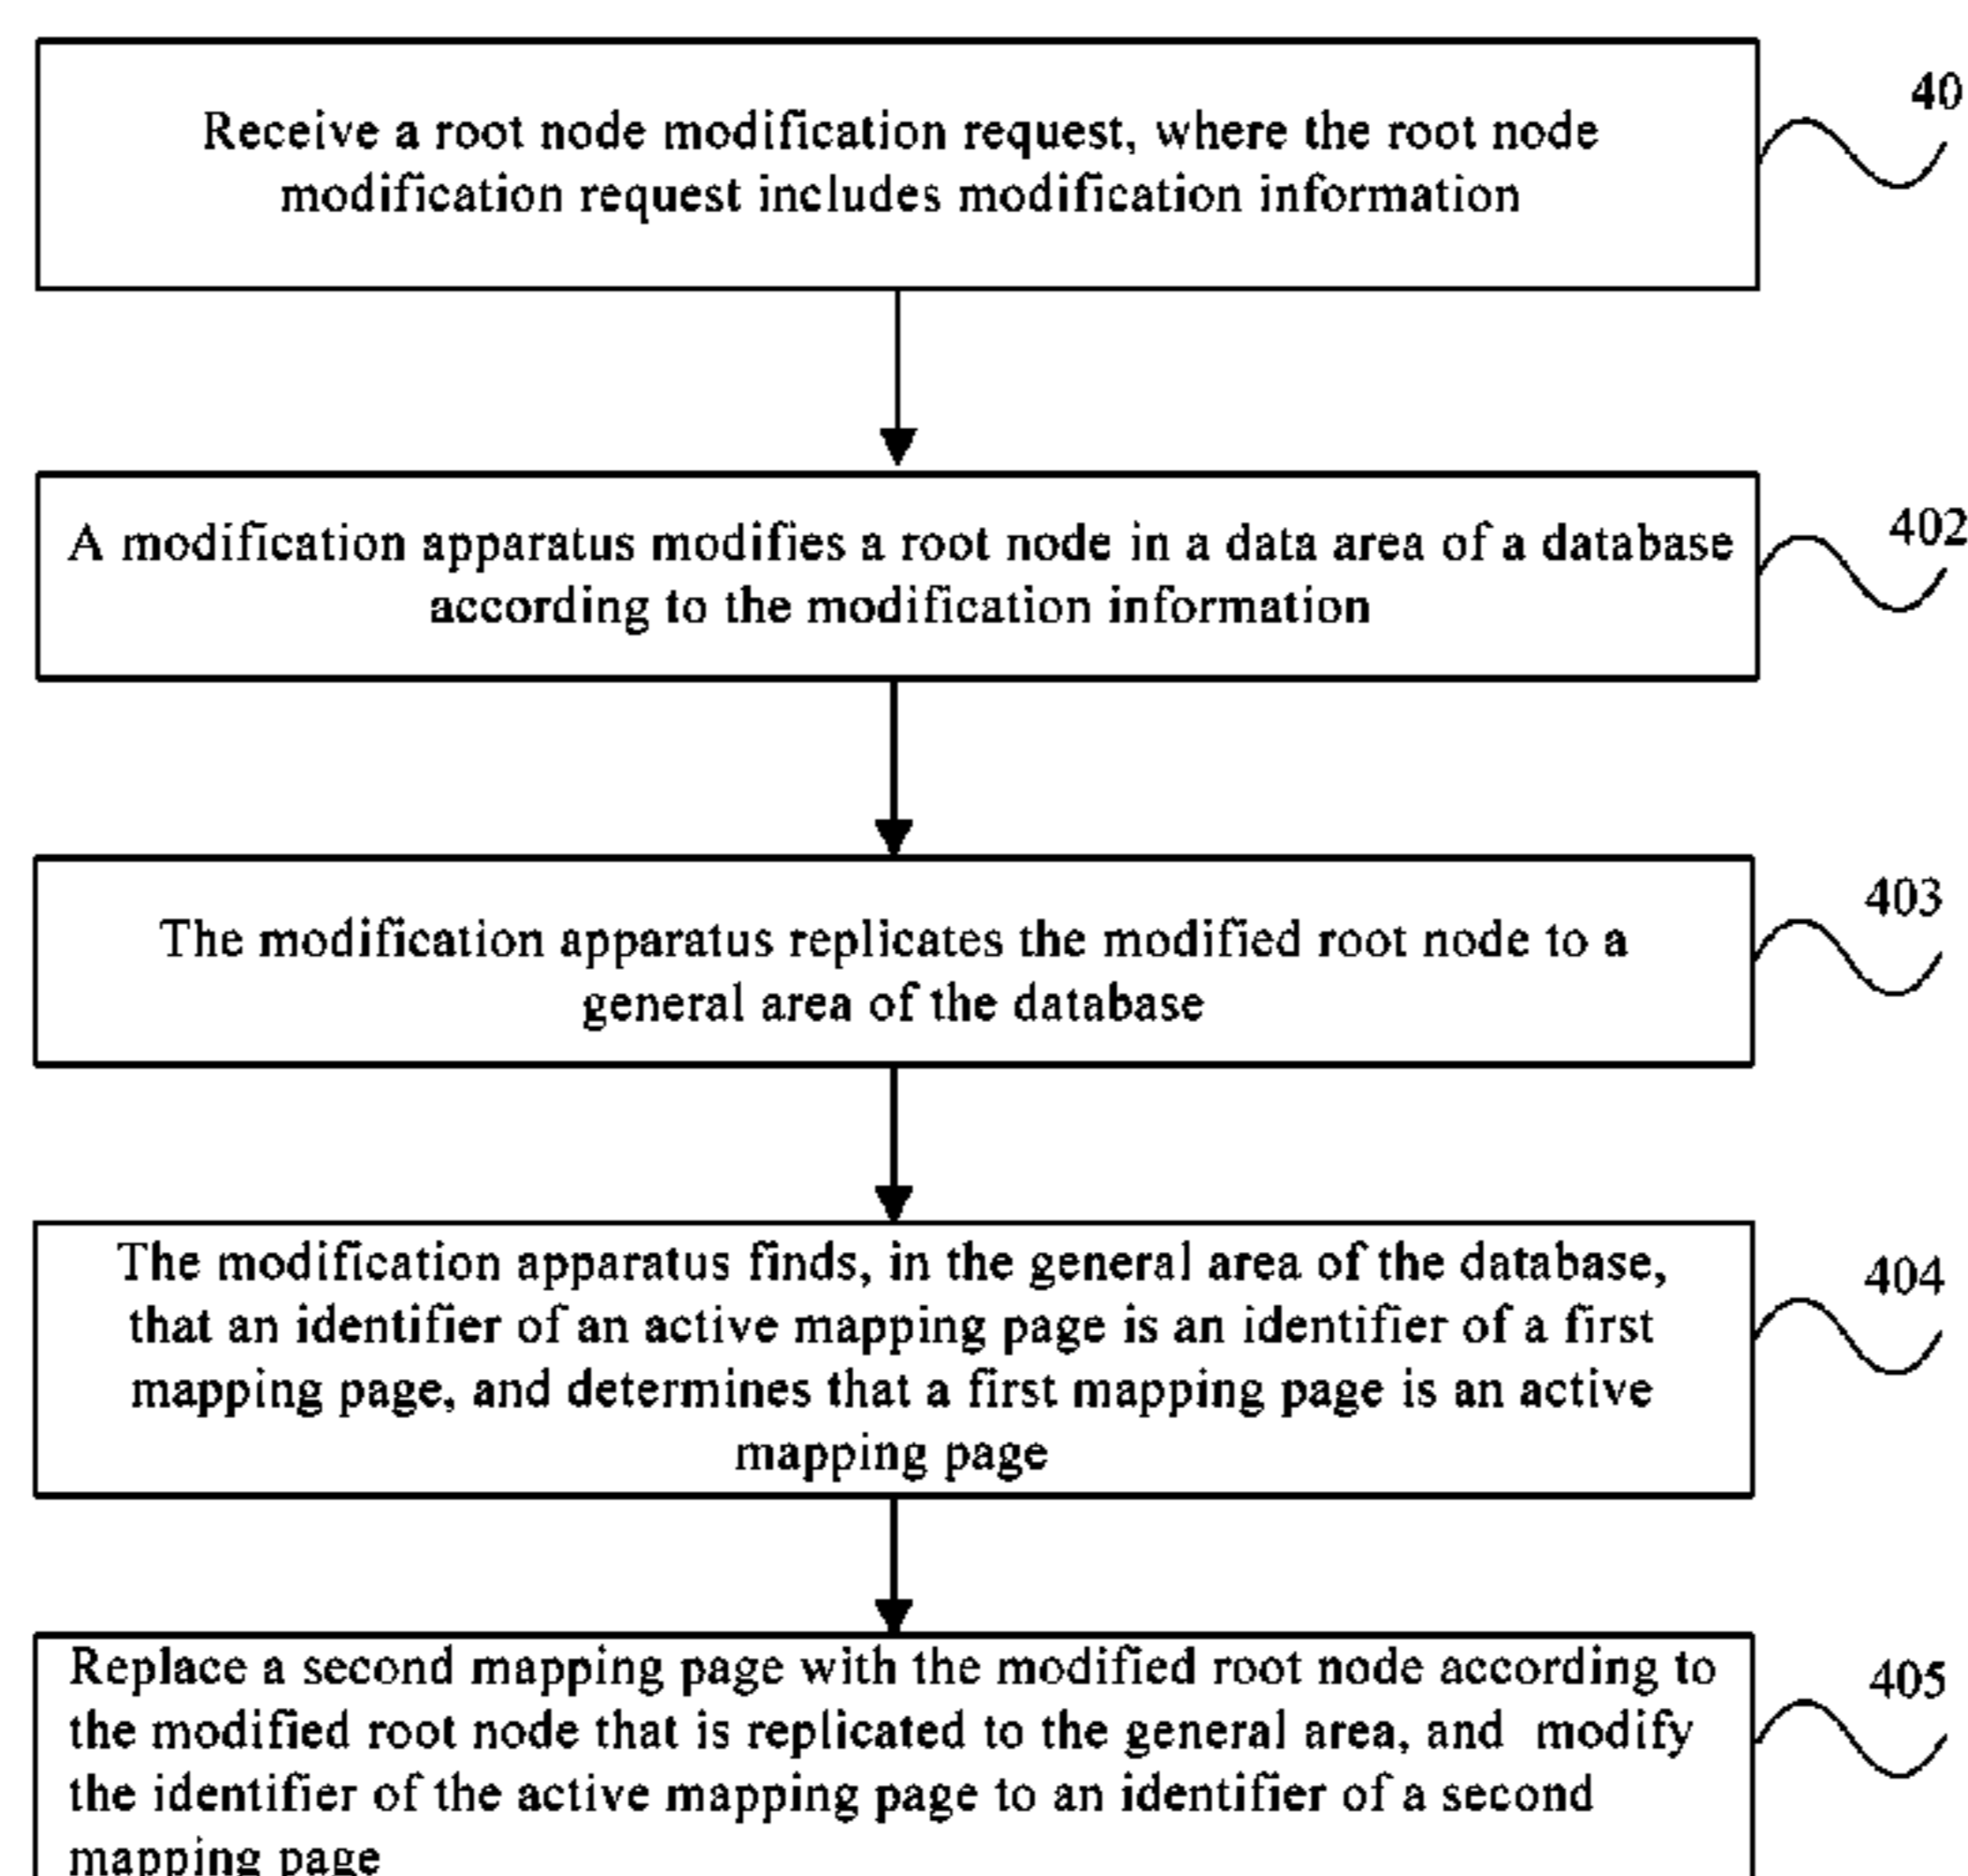 40
Receive a root node modification request, where the root node
modification request includes modification information
402
A modification apparatus modifies a root node in a data area of a database
according to the modification information
403
The modification apparatus replicates the modified root node to a
general area of the database
404
The modification apparatus finds, in the general area of the database,
that an identifier of an active mapping page is an identifier of a first
mapping page, and determines that a first mapping page is an active
mapping page
405
Replace a second mapping page with the modified root node according to
the modified root node that is replicated to the general area, and modify
the identifier of the active mapping page to an identifier of a second
mapping page